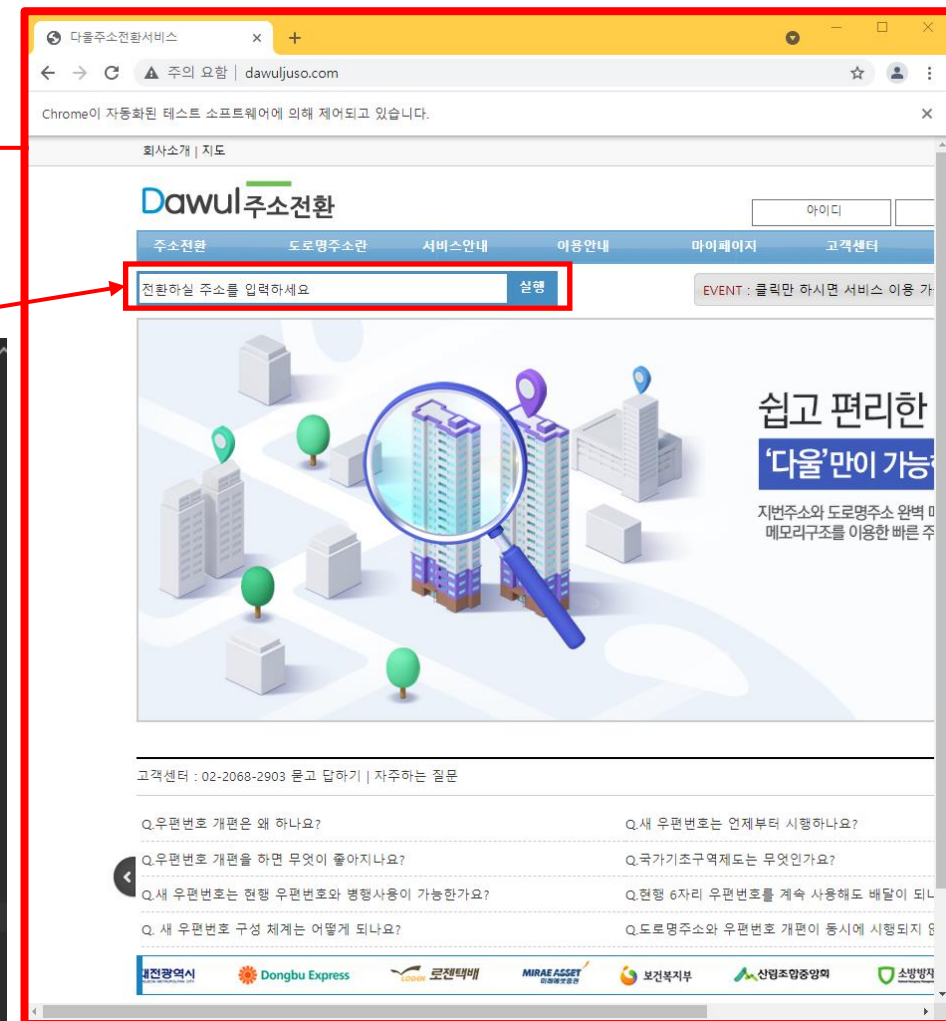 다울주소전환서비스
주의 요함 | dawuljuso.com
Chrome이 자동화된 테스트 소프트웨어에 의해 제어되고 있습니다.
회사소개 | 지도
Dawul 주소전환
아이디
주소전환 도로명주소란 서비스안내 이용안내 마이페이지 고객센터
전환하실 주소를 입력하세요 실행
EVENT : 클릭만 하시면 서비스 이용 가
쉽고 편리한
'다울'만이 가능
지번주소와 도로명주소 완벽
메모리구조를 이용한 빠른 주
고객센터 : 02-2068-2903 묻고 답하기 | 자주하는 질문
Q.우편번호 개편은 왜 하나요? Q.새 우편번호는 언제부터 시행하나요?
Q.우편번호 개편을 하면 무엇이 좋아지나요? Q.국가기초구역제도는 무엇인가요?
Q.새 우편번호는 현행 우편번호와 병행사용이 가능한가요? Q.현행 6자리 우편번호를 계속 사용해도 배달이 되
Q. 새 우편번호 구성 체계는 어떻게 되나요? Q.도로명주소와 우편번호 개편이 동시에 시행되지
대전광역시 Dongbu Express LOGEN 로젠택배 MIRAE ASSET 미래에셋증권 보건복지부 산림조합중앙회 소방방재